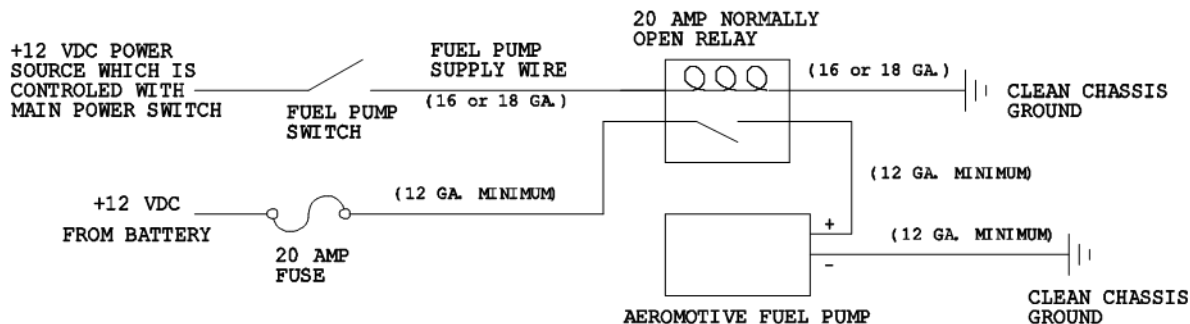 20 AMP NORMALLY
OPEN RELAY
+12 VDC POWER
SOURCE WHICH IS
CONTROLED WITH
MAIN POWER SWITCH
FUEL PUMP
SWITCH
FUEL PUMP
SUPPLY WIRE
(16 or 18 GA.)
(16 or 18 GA.)
CLEAN CHASSIS
GROUND
+12 VDC
FROM BATTERY
20 AMP
FUSE
(12 GA. MINIMUM)
(12 GA. MINIMUM)
+
-
(12 GA. MINIMUM)
AEROMOTIVE FUEL PUMP
CLEAN CHASSIS
GROUND